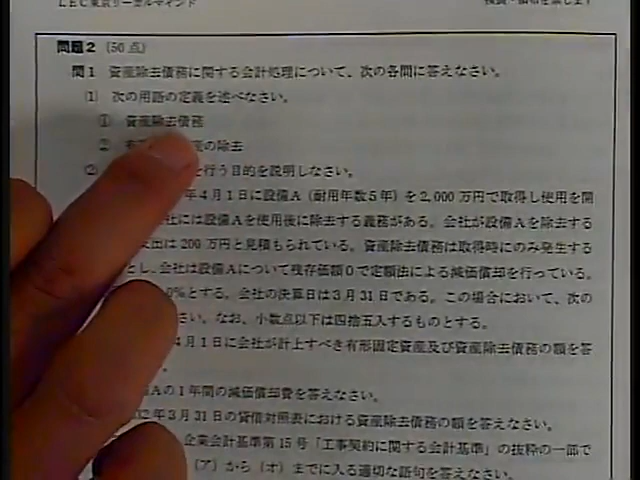 LEC東京リーガルマインド
問題2 (50点)
問1 資産除去債務に関する会計処理について、次の各問に答えなさい。
(1) 次の用語の定義を述べなさい。
① 資産除去債務
② の除去
(2) を行う目的を説明しなさい。
年4月1日に設備A(耐用年数5年)を2,000万円で取得し使用を開
社には設備Aを使用後に除去する義務がある。会社が設備Aを除去する
支出は200万円と見積もられている。資産除去債務は取得時にのみ発生する
とし、会社は設備Aについて残存価額0で定額法による減価償却を行っている。
0%とする。会社の決算日は3月31日である。この場合において、次の
さい。なお、小数点以下は四捨五入するものとする。
4月1日に会社が計上すべき有形固定資産及び資産除去債務の額を答
。
Aの1年間の減価償却費を答えなさい。
02年3月31日の貸借対照表における資産除去債務の額を答えなさい。
企業会計基準第15号「工事契約に関する会計基準」の抜粋の一部で
(ア)から(オ)までに入る適切な語句を答えなさい。